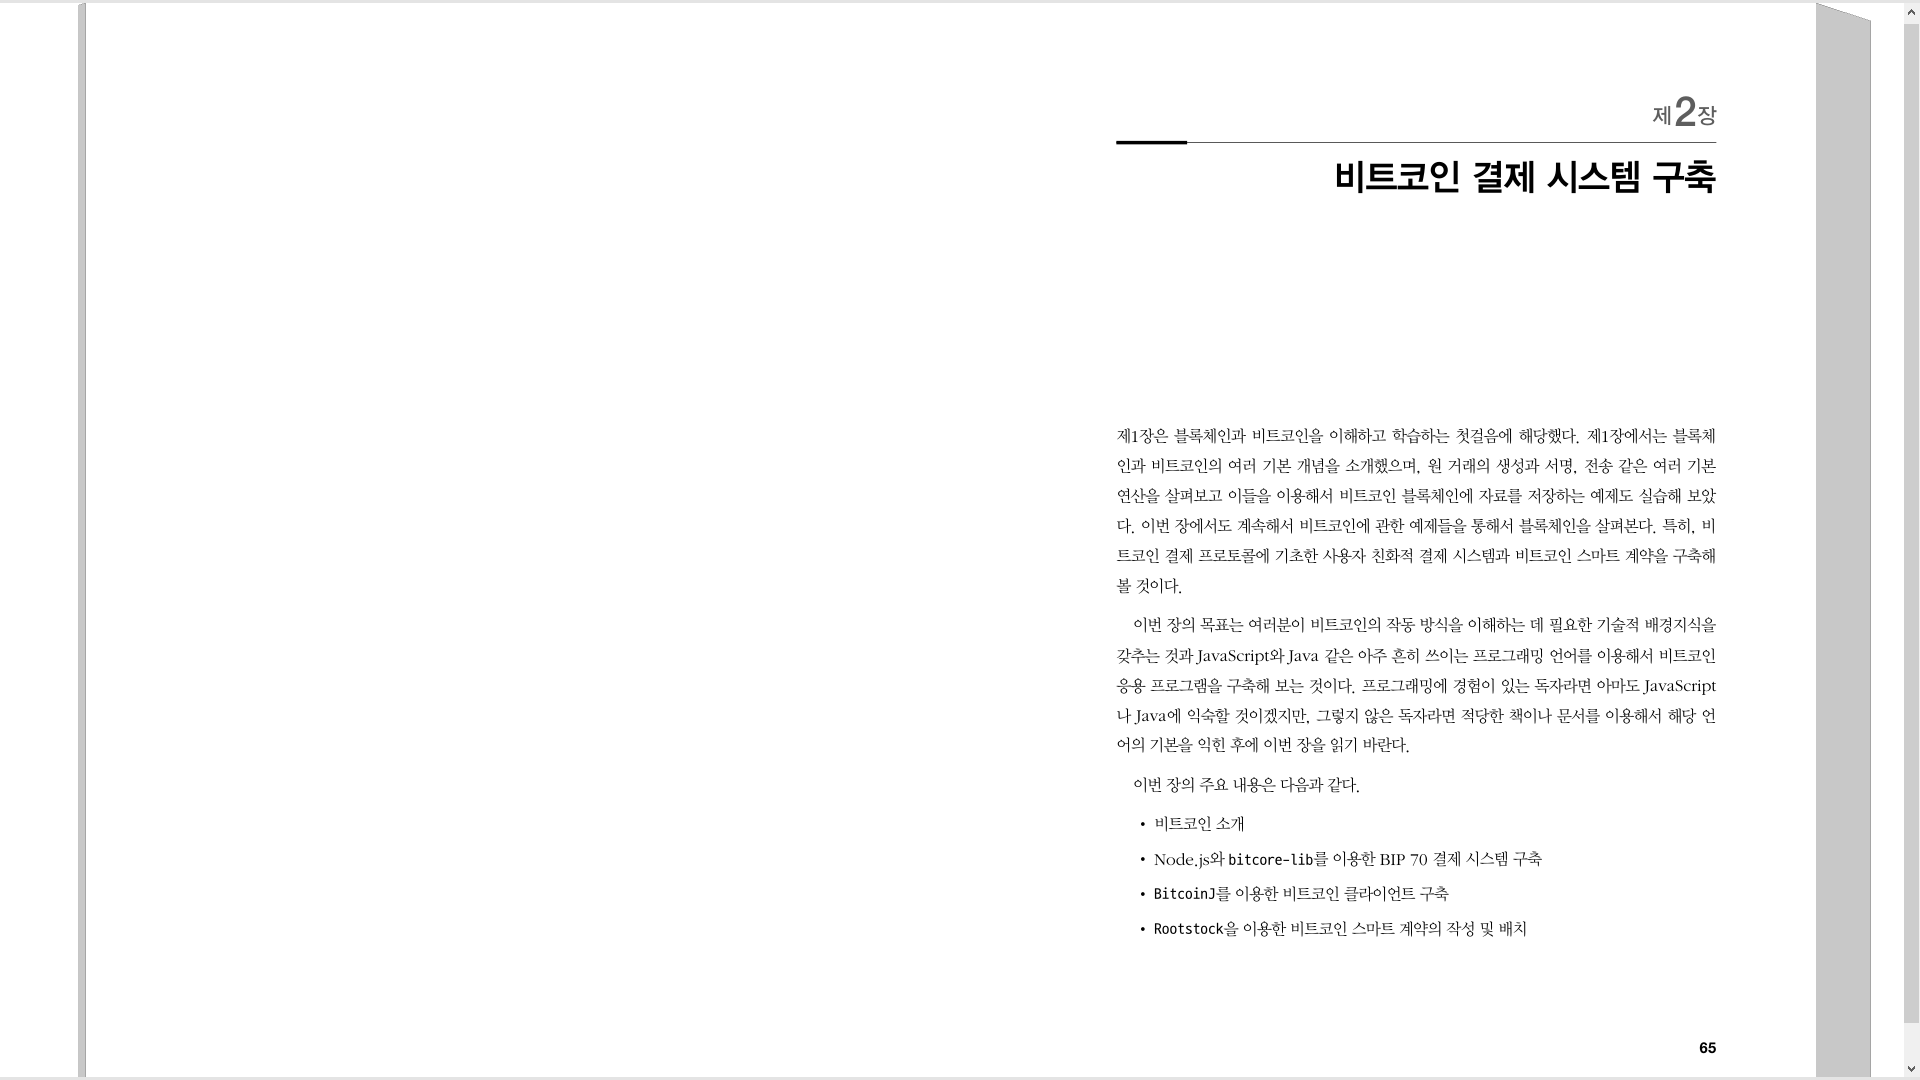 제2장
비트코인 결제 시스템 구축
제1장은 블록체인과 비트코인을 이해하고 학습하는 첫걸음에 해당했다. 제1장에서는 블록체
인과 비트코인의 여러 기본 개념을 소개했으며, 원 거래의 생성과 서명, 전송 같은 여러 기본
연산을 살펴보고 이들을 이용해서 비트코인 블록체인에 자료를 저장하는 예제도 실습해 보았
다. 이번 장에서도 계속해서 비트코인에 관한 예제들을 통해서 블록체인을 살펴본다. 특히, 비
트코인 결제 프로토콜에 기초한 사용자 친화적 결제 시스템과 비트코인 스마트 계약을 구축해
볼 것이다.
이번 장의 목표는 여러분이 비트코인의 작동 방식을 이해하는 데 필요한 기술적 배경지식을
갖추는 것과 JavaScript와 Java 같은 아주 흔히 쓰이는 프로그래밍 언어를 이용해서 비트코인
응용 프로그램을 구축해 보는 것이다. 프로그래밍에 경험이 있는 독자라면 아마도 JavaScript
나 Java에 익숙할 것이겠지만, 그렇지 않은 독자라면 적당한 책이나 문서를 이용해서 해당 언
어의 기본을 익힌 후에 이번 장을 읽기 바란다.
이번 장의 주요 내용은 다음과 같다.
• 비트코인 소개
• Node.js와 bitcore-lib를 이용한 BIP 70 결제 시스템 구축
• BitcoinJ를 이용한 비트코인 클라이언트 구축
• Rootstock을 이용한 비트코인 스마트 계약의 작성 및 배치
65